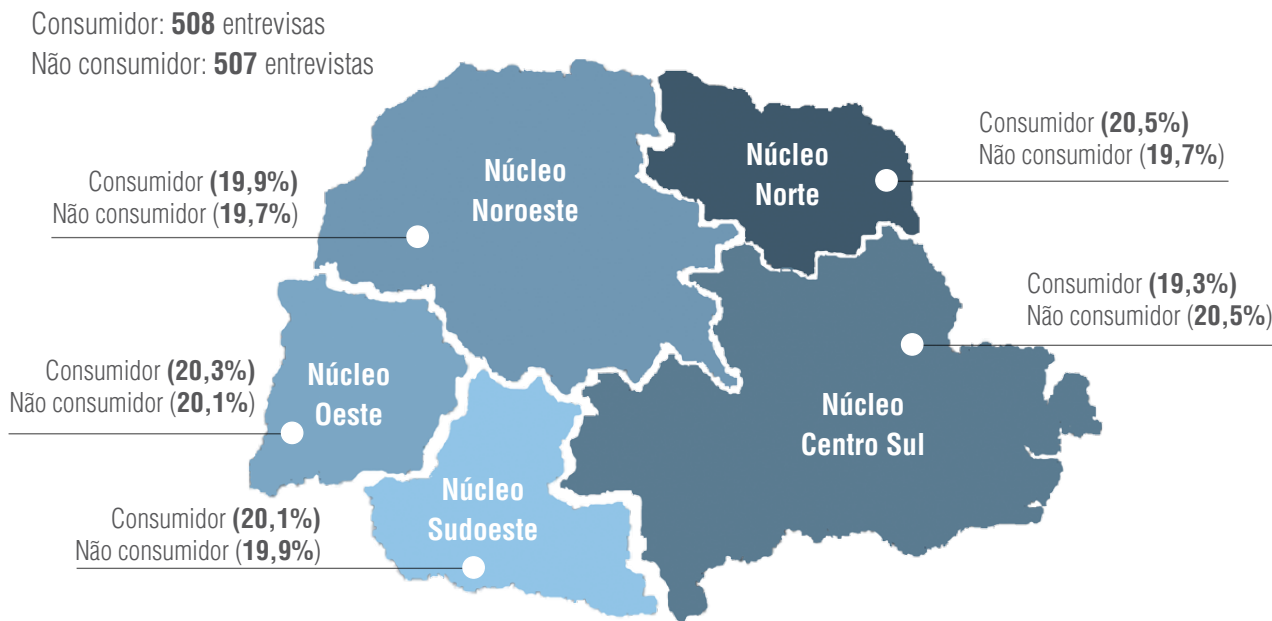 Consumidor: 508 entrevisas
Não consumidor: 507 entrevistas
Núcleo
Noroeste
Consumidor (19,9%)
Não consumidor (19,7%)
Núcleo
Norte
Consumidor (20,5%)
Não consumidor (19,7%)
Consumidor (19,3%)
Não consumidor (20,5%)
Núcleo
Centro Sul
Consumidor (20,3%)
Não consumidor (20,1%)
Núcleo
Oeste
Núcleo
Sudoeste
Consumidor (20,1%)
Não consumidor (19,9%)